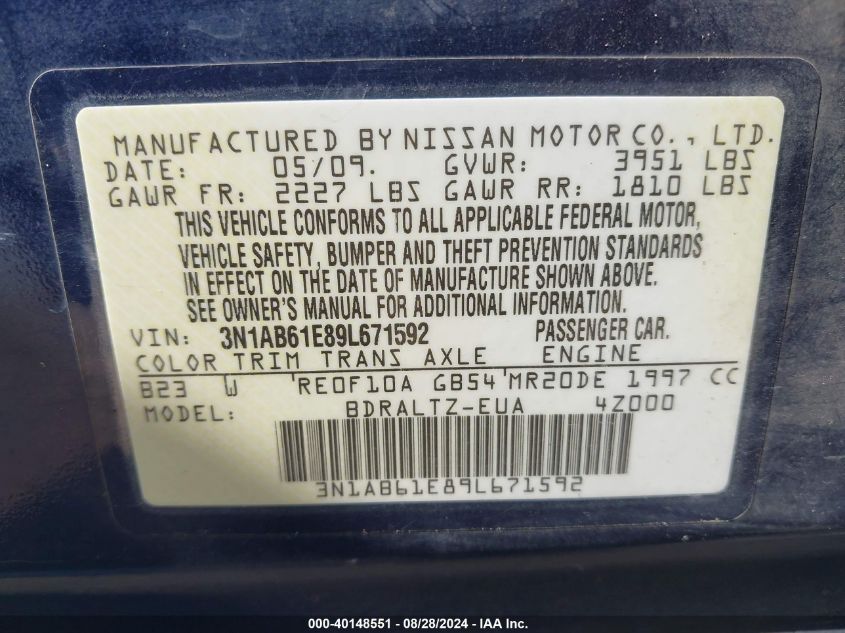 MANUFACTURED BY NISSAN MOTOR CO., LTD.
DATE: 05/09. GVWR: 3951 LBS
GAWR FR: 2227 LBS GAWR RR: 1810 LBS
THIS VEHICLE CONFORMS TO ALL APPLICABLE FEDERAL MOTOR,
VEHICLE SAFETY, BUMPER AND THEFT PREVENTION STANDARDS
IN EFFECT ON THE DATE OF MANUFACTURE SHOWN ABOVE.
SEE OWNER'S MANUAL FOR ADDITIONAL INFORMATION.
VIN: 3N1AB61E89L671592 PASSENGER CAR.
COLOR TRIM TRANS AXLE ENGINE
B23 W RE0F10A GB54 MR20DE 1997 CC
MODEL: BDRALTZ-EUA 4Z000
3N1AB61E89L671592
000-40148551 - 08/28/2024 - IAA Inc.